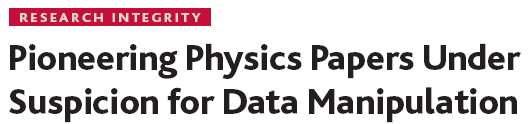 RESEARCH INTEGRITY
Pioneering Physics Papers Under
Suspicion for Data Manipulation